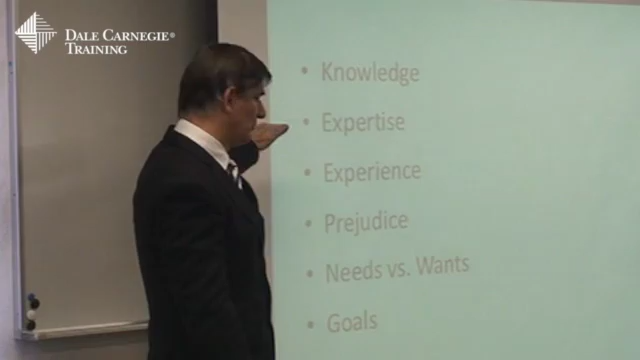 DALE CARNEGIE®
TRAINING
• Knowledge
• Expertise
• Experience
• Prejudice
• Needs vs. Wants
• Goals